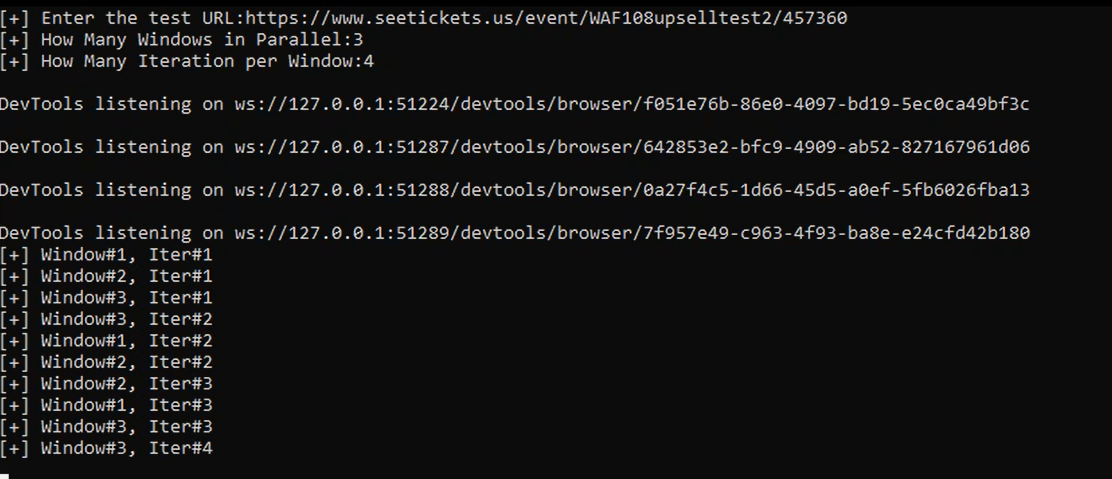 [+] Enter the test URL:https://www.seetickets.us/event/WAF108upselltest2/457360
[+] How Many Windows in Parallel:3
[+] How Many Iteration per Window:4
DevTools listening on ws://127.0.0.1:51224/devtools/browser/f051e76b-86e0-4097-bd19-5ec0ca49bf3c
DevTools listening on ws://127.0.0.1:51287/devtools/browser/642853e2-bfc9-4909-ab52-827167961d06
DevTools listening on ws://127.0.0.1:51288/devtools/browser/0a27f4c5-1d66-45d5-a0ef-5fb6026fba13
DevTools listening on ws://127.0.0.1:51289/devtools/browser/7f957e49-c963-4f93-ba8e-e24cfd42b180
[+] Window#1, Iter#1
[+] Window#2, Iter#1
[+] Window#3, Iter#1
[+] Window#3, Iter#2
[+] Window#1, Iter#2
[+] Window#2, Iter#2
[+] Window#2, Iter#3
[+] Window#1, Iter#3
[+] Window#3, Iter#3
[+] Window#3, Iter#4